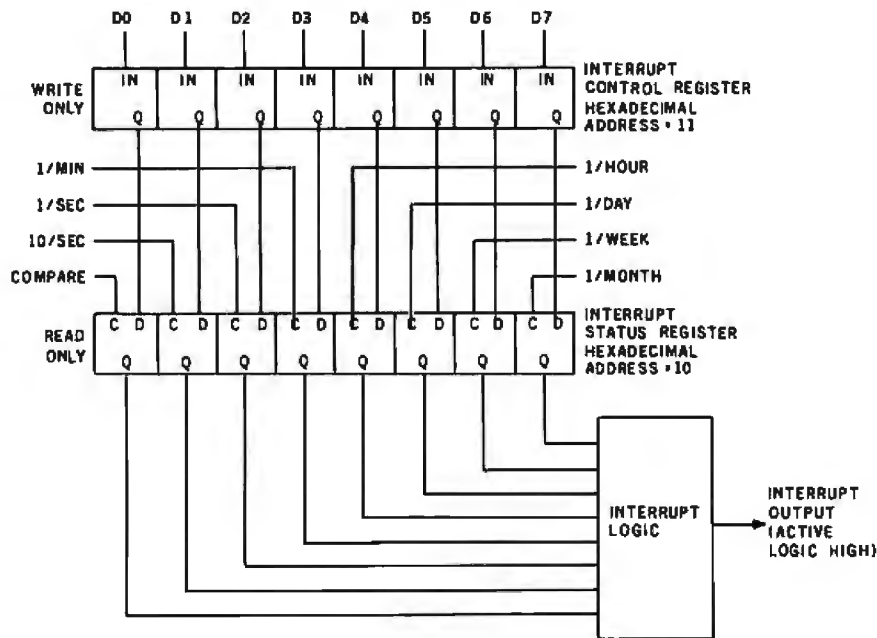 D0 D1 D2 D3 D4 D5 D6 D7
IN IN IN IN IN IN IN IN
Q Q Q Q Q Q Q Q
WRITE
ONLY
INTERRUPT
CONTROL REGISTER
HEXADECIMAL
ADDRESS = 11
1/MIN
1/SEC
10/SEC
COMPARE
1/HOUR
1/DAY
1/WEEK
1/MONTH
C D C D C D C D C D C D C D C D
Q Q Q Q Q Q Q Q
READ
ONLY
INTERRUPT
STATUS REGISTER
HEXADECIMAL
ADDRESS = 10
INTERRUPT
LOGIC
INTERRUPT
OUTPUT
(ACTIVE
LOGIC HIGH)